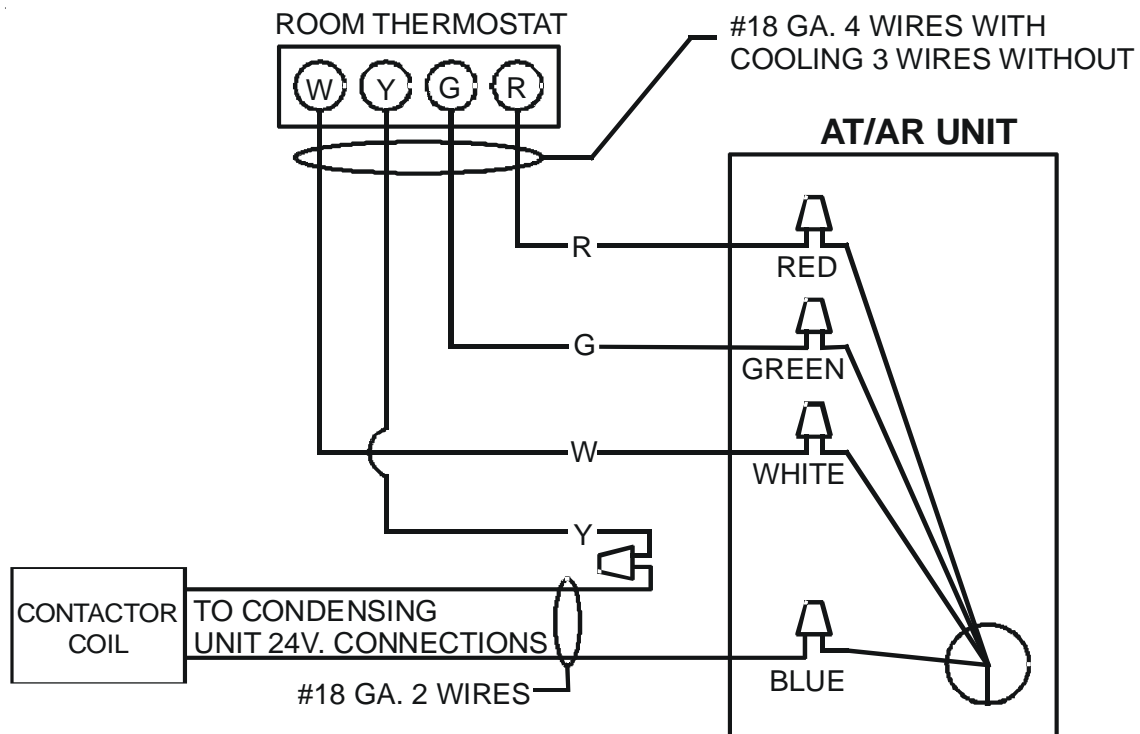 ROOM THERMOSTAT
#18 GA. 4 WIRES WITH
COOLING 3 WIRES WITHOUT
W Y G R
AT/AR UNIT
R
RED
G
GREEN
W
WHITE
Y
CONTACTOR
COIL
TO CONDENSING
UNIT 24V. CONNECTIONS
BLUE
#18 GA. 2 WIRES